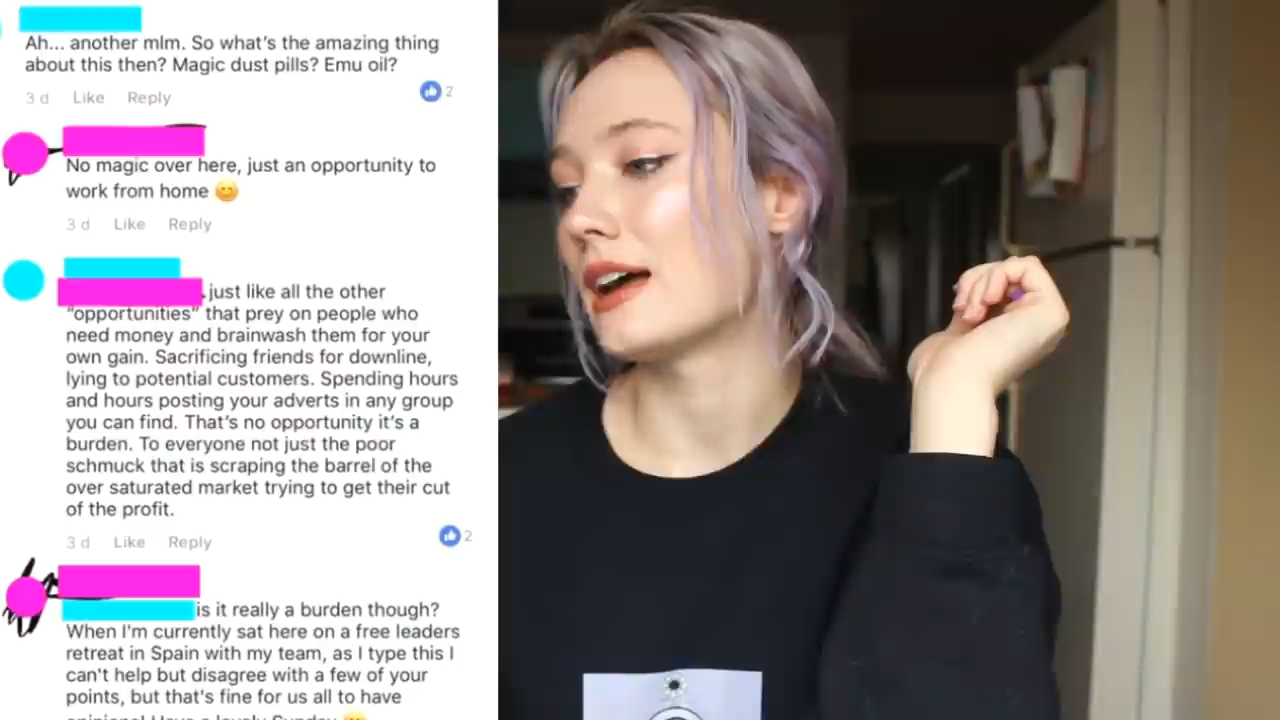 Ah... another mlm. So what's the amazing thing
about this then? Magic dust pills? Emu oil?
3 d Like Reply 2
No magic over here, just an opportunity to
work from home 😊
3 d Like Reply
just like all the other
"opportunities" that prey on people who
need money and brainwash them for your
own gain. Sacrificing friends for downline,
lying to potential customers. Spending hours
and hours posting your adverts in any group
you can find. That's no opportunity it's a
burden. To everyone not just the poor
schmuck that is scraping the barrel of the
over saturated market trying to get their cut
of the profit.
3 d Like Reply 2
is it really a burden though?
When I'm currently sat here on a free leaders
retreat in Spain with my team, as I type this I
can't help but disagree with a few of your
points, but that's fine for us all to have
opinions! Have a lovely Sunday